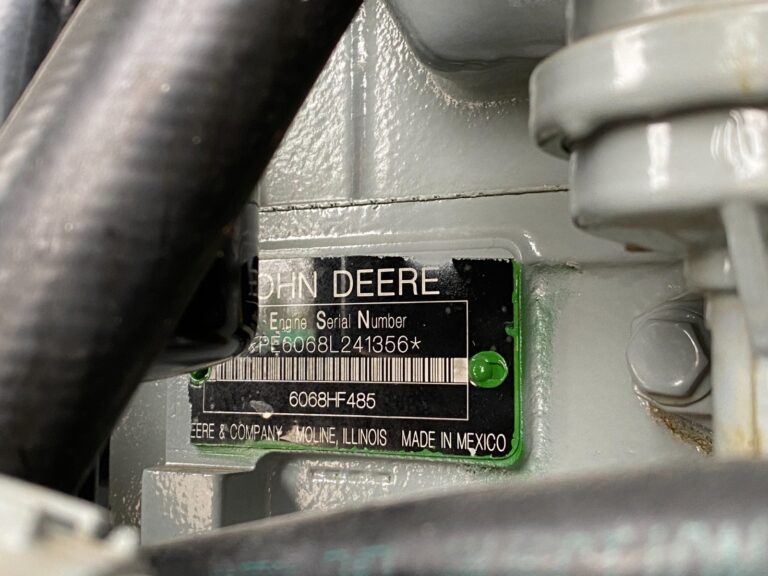 OHN DEERE
Engine Serial Number
*PE6068L241356*
6068HF485
EERE & COMPANY MOLINE, ILLINOIS MADE IN MEXICO